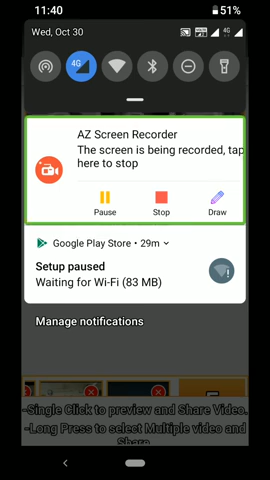 11:40
51%
Wed, Oct 30
4G
4G
AZ Screen Recorder
The screen is being recorded, tap
here to stop
Pause Stop Draw
Google Play Store • 29m
Setup paused
Waiting for Wi-Fi (83 MB)
Manage notifications
-Single Click to preview and Share Video.
-Long Press to select Multiple video and
Share